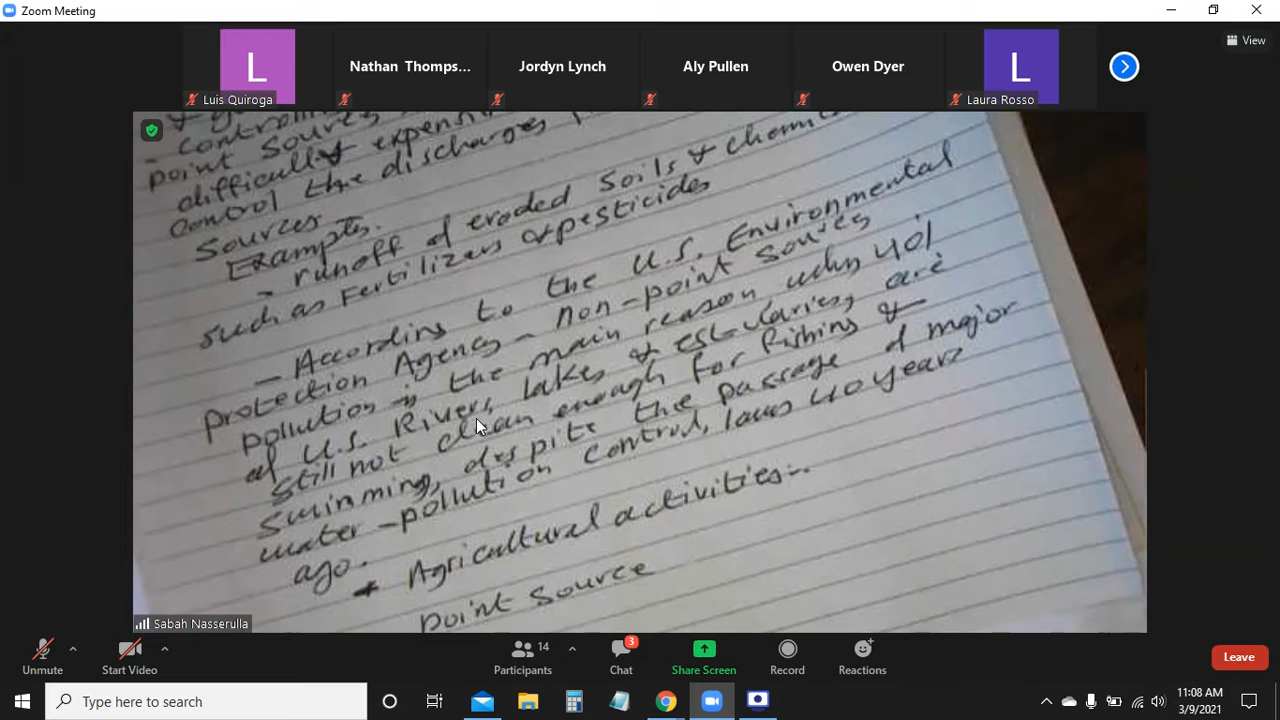 Zoom Meeting
View
L
Luis Quiroga
Nathan Thomps...
Jordyn Lynch
Aly Pullen
Owen Dyer
L
Laura Rosso
- controlling
point sources
difficult & expensi
control the discharges
Sources
Examples.
- runoff of eroded soils & chemic
such as Fertilizers & pesticides
- According to the U.S. Environmental
protection Agency - non-point sources
pollution is the main reason why 40%
of U.S. Rivers, lakes & estuaries, are
still not clean enough for fishing &
swimming, despite the passage of major
water-pollution control, laws 40 years
ago.
* Agricultural activities:-
point source
Sabah Nasserulla
Unmute
Start Video
14
Participants
3
Chat
Share Screen
Record
Reactions
Leave
Type here to search
11:08 AM
3/9/2021